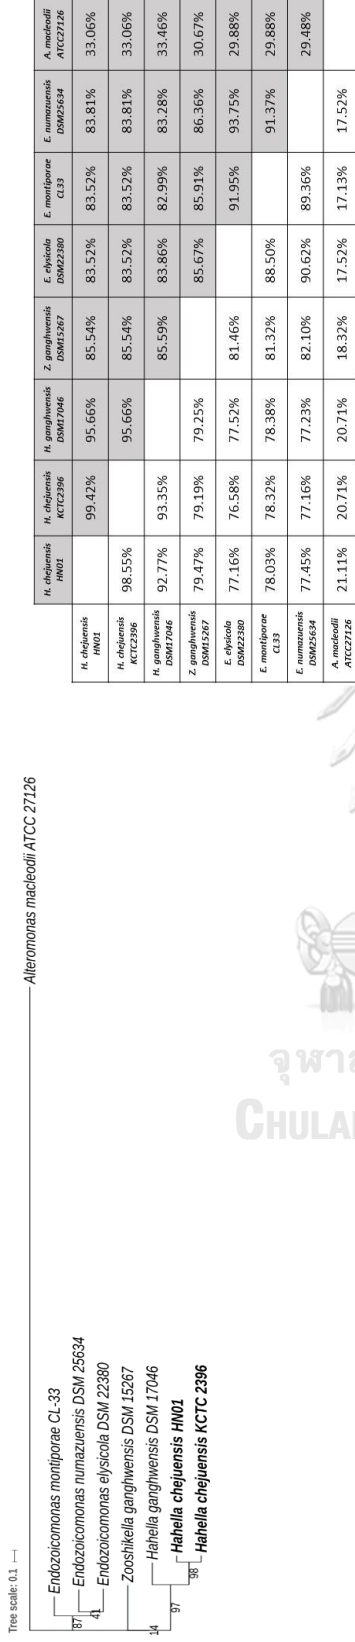 Tree scale: 0.1
Alteromonas macleodii ATCC 27126
Endozoicomonas montiporae CL-33
Endozoicomonas numazuensis DSM 25634
Endozoicomonas elysicola DSM 22380
Zooshikella ganghwensis DSM 15267
Hahella ganghwensis DSM 17046
Hahella chejuensis HN01
Hahella chejuensis KCTC 2396
87
41
14
97
98
H. chejuensis HN01 H. chejuensis KCTC2396 H. ganghwensis DSM17046 Z. ganghwensis DSM15267 E. elysicola DSM22380 E. montiporae CL33 E. numazuensis DSM25634 A. macleodii ATCC27126
H. chejuensis HN01 99.42% 95.66% 85.54% 83.52% 83.52% 83.81% 33.06%
H. chejuensis KCTC2396 98.55% 95.66% 85.54% 83.52% 83.52% 83.81% 33.06%
H. ganghwensis DSM17046 92.77% 93.35% 85.59% 83.86% 82.99% 83.28% 33.46%
Z. ganghwensis DSM15267 79.47% 79.19% 79.25% 85.67% 85.91% 86.36% 30.67%
E. elysicola DSM22380 77.16% 76.58% 77.52% 81.46% 91.95% 93.75% 29.88%
E. montiporae CL33 78.03% 78.32% 78.38% 81.32% 88.50% 91.37% 29.88%
E. numazuensis DSM25634 77.45% 77.16% 77.23% 82.10% 90.62% 89.36% 29.48%
A. macleodii ATCC27126 21.11% 20.71% 20.71% 18.32% 17.52% 17.13% 17.52%